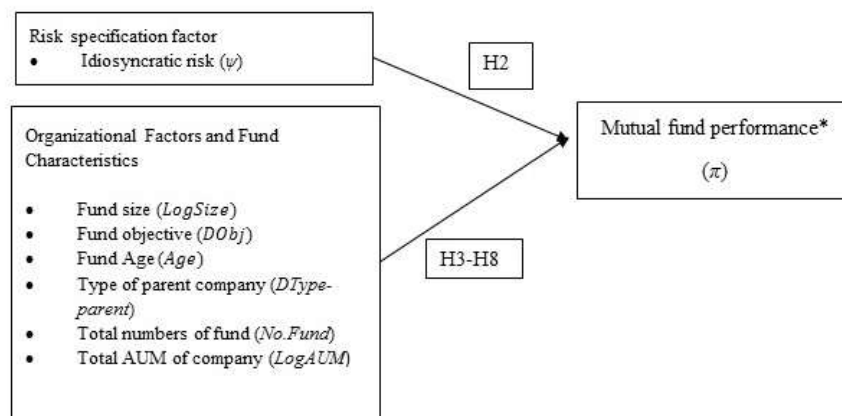 Risk specification factor
• Idiosyncratic risk (ψ)
H2
Mutual fund performance*
(π)
Organizational Factors and Fund
Characteristics
• Fund size (LogSize)
• Fund objective (DObj)
• Fund Age (Age)
• Type of parent company (DType-
parent)
• Total numbers of fund (No.Fund)
• Total AUM of company (LogAUM)
H3-H8